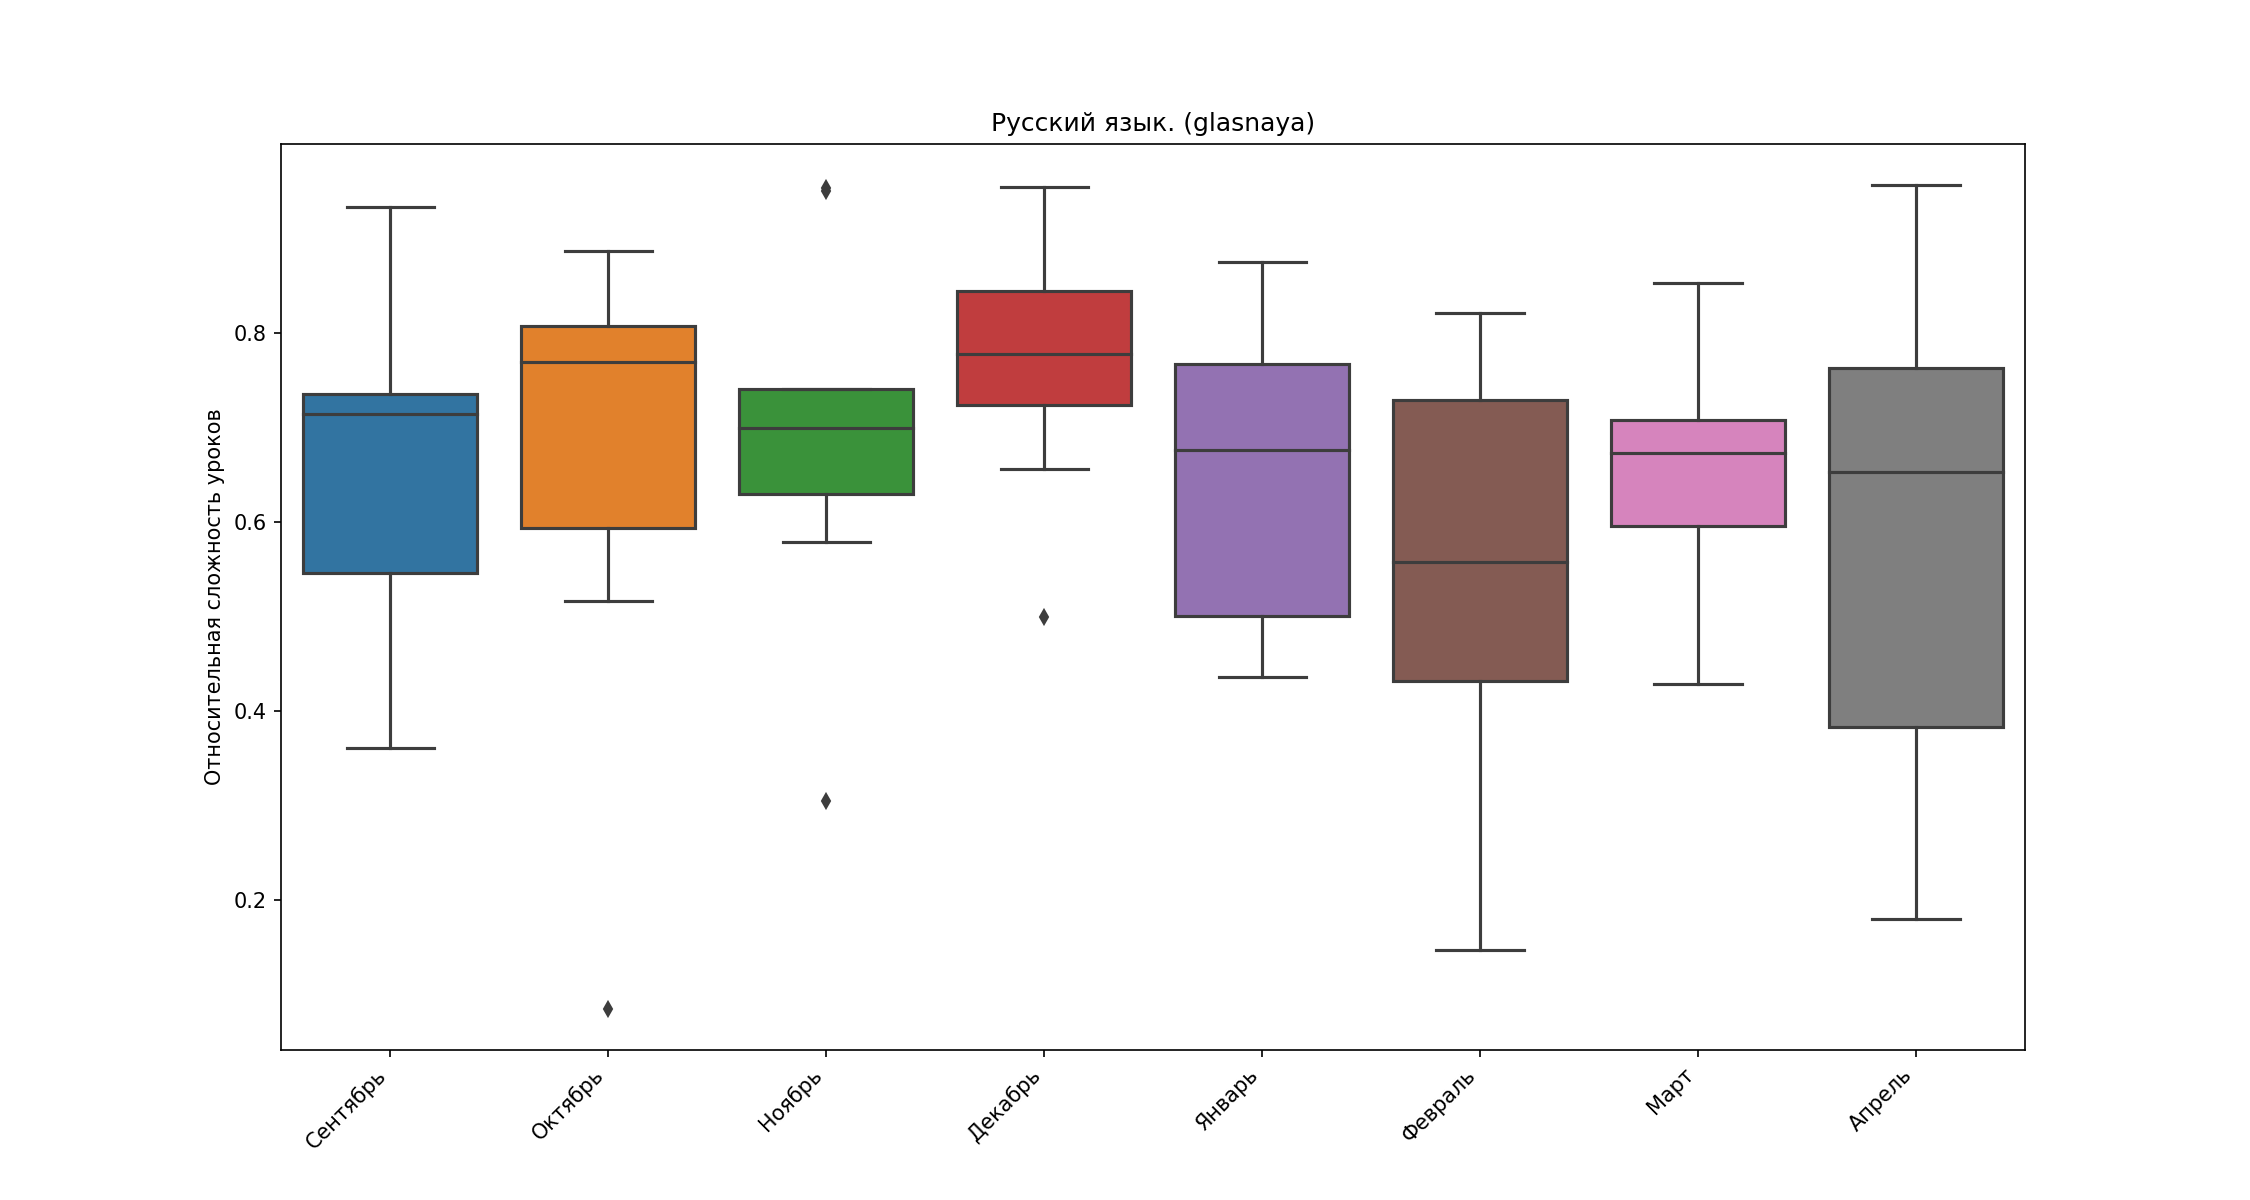 Русский язык. (glasnaya)
Относительная сложность уроков
0.8
0.6
0.4
0.2
Сентябрь
Октябрь
Ноябрь
Декабрь
Январь
Февраль
Март
Апрель